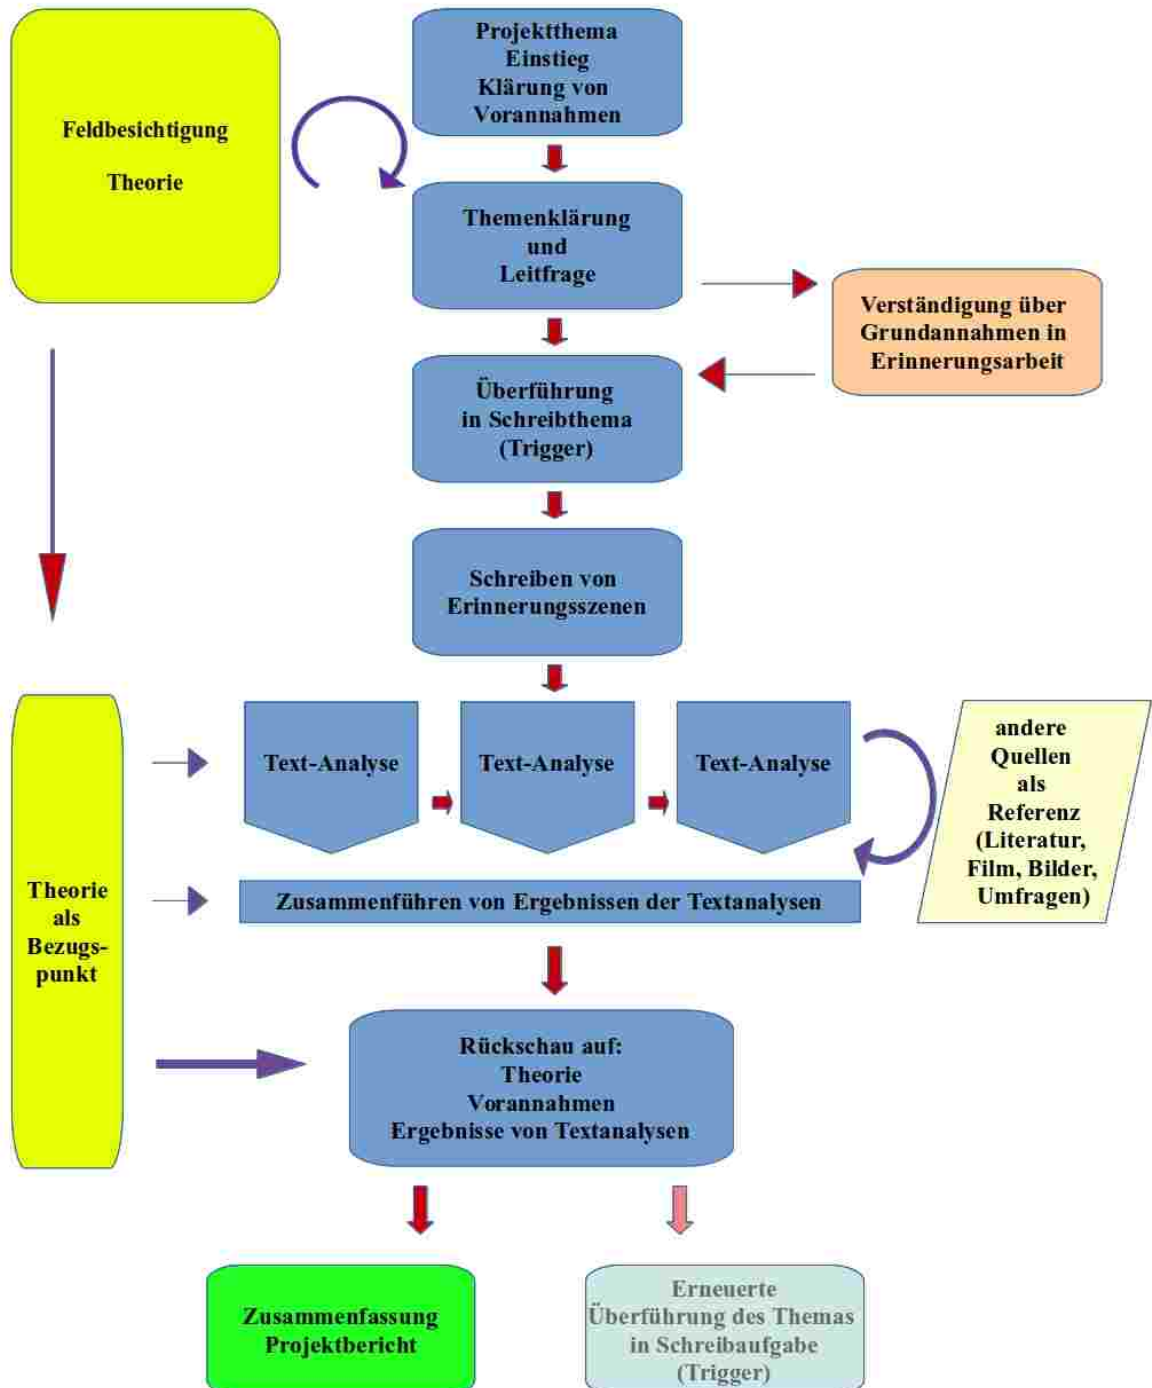 Projektthema
Einstieg
Klärung von
Vorannahmen
Feldbesichtigung
Theorie
Themenklärung
und
Leitfrage
Verständigung über
Grundannahmen in
Erinnerungsarbeit
Überführung
in Schreibthema
(Trigger)
Schreiben von
Erinnerungsszenen
Text-Analyse
Text-Analyse
Text-Analyse
andere
Quellen
als
Referenz
(Literatur,
Film, Bilder,
Umfragen)
Theorie
als
Bezugs-
punkt
Zusammenführen von Ergebnissen der Textanalysen
Rückschau auf:
Theorie
Vorannahmen
Ergebnisse von Textanalysen
Zusammenfassung
Projektbericht
Erneuerte
Überführung des Themas
in Schreibaufgabe
(Trigger)